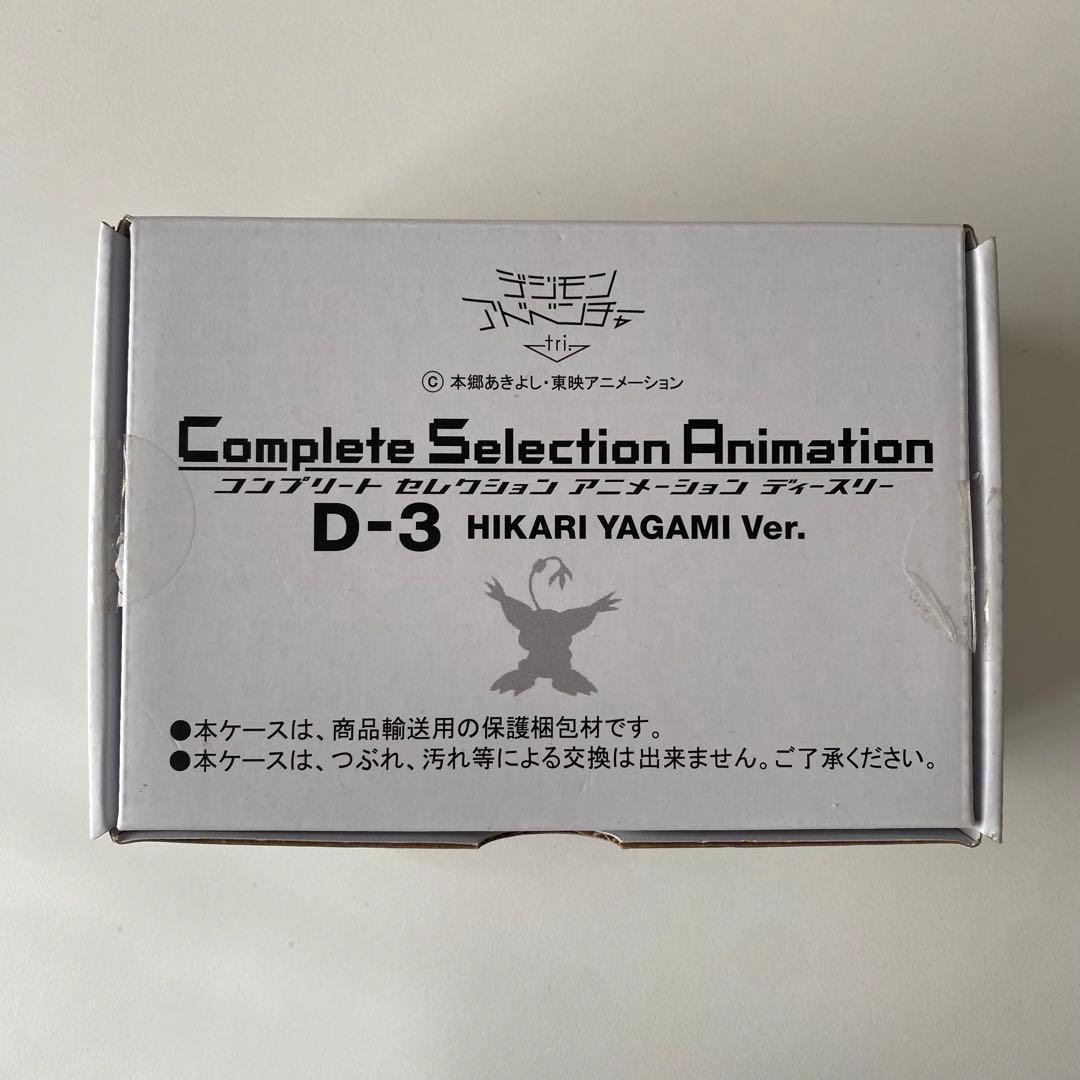 デジモン
アドベンチャー
tri.
Ⓒ 本郷あきよし・東映アニメーション
Complete Selection Animation
コンプリート セレクション アニメーション ディースリー
D-3 HIKARI YAGAMI Ver.
●本ケースは、商品輸送用の保護梱包材です。
●本ケースは、つぶれ、汚れ等による交換は出来ません。ご了承ください。